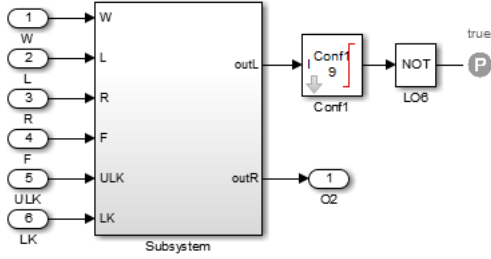 1
W
2
L
3
R
4
F
5
ULK
6
LK
W
L
R
F
ULK
LK
outL
outR
Subsystem
I
Conf1
9
Conf1
NOT
LO6
true
P
1
O2